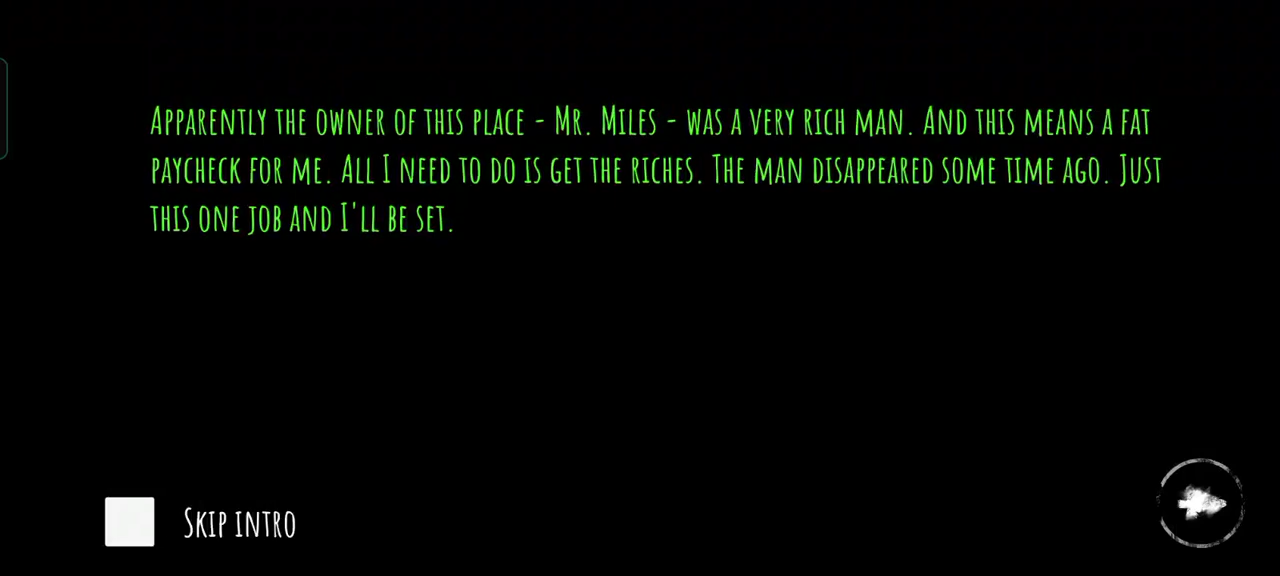 Apparently the owner of this place - Mr. Miles - was a very rich man. And this means a fat
paycheck for me. All I need to do is get the riches. The man disappeared some time ago. Just
this one job and I'll be set.
Skip intro